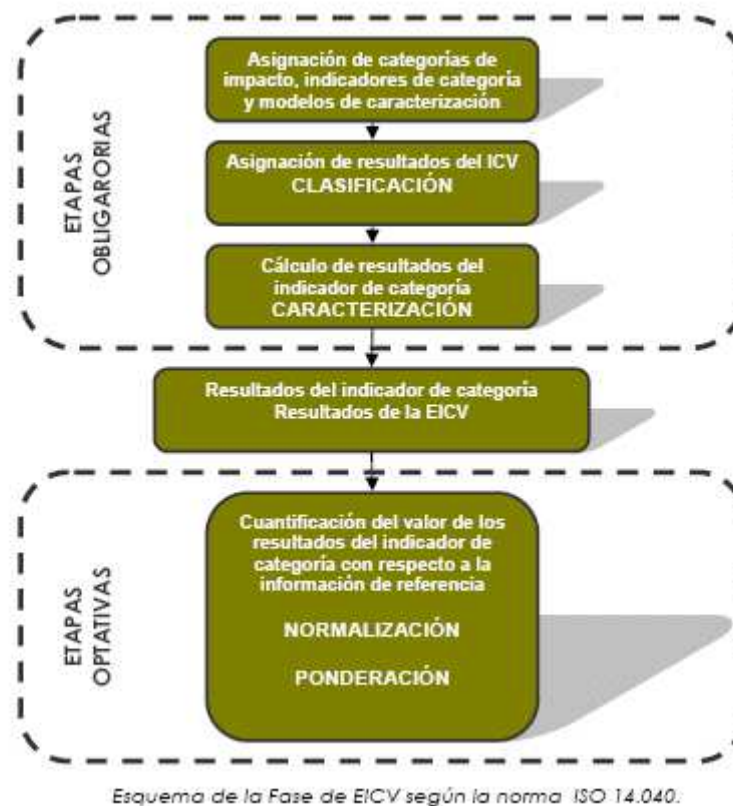 Asignación de categorías de
impacto, indicadores de categoría
y modelos de caracterización
Asignación de resultados del ICV
CLASIFICACIÓN
Cálculo de resultados del
indicador de categoría
CARACTERIZACIÓN
ETAPAS
OBLIGARORIAS
Resultados del indicador de categoría
Resultados de la EICV
Cuantificación del valor de los
resultados del indicador de
categoría con respecto a la
información de referencia
NORMALIZACIÓN
PONDERACIÓN
ETAPAS
OPTATIVAS
Esquema de la Fase de EICV según la norma ISO 14.040.